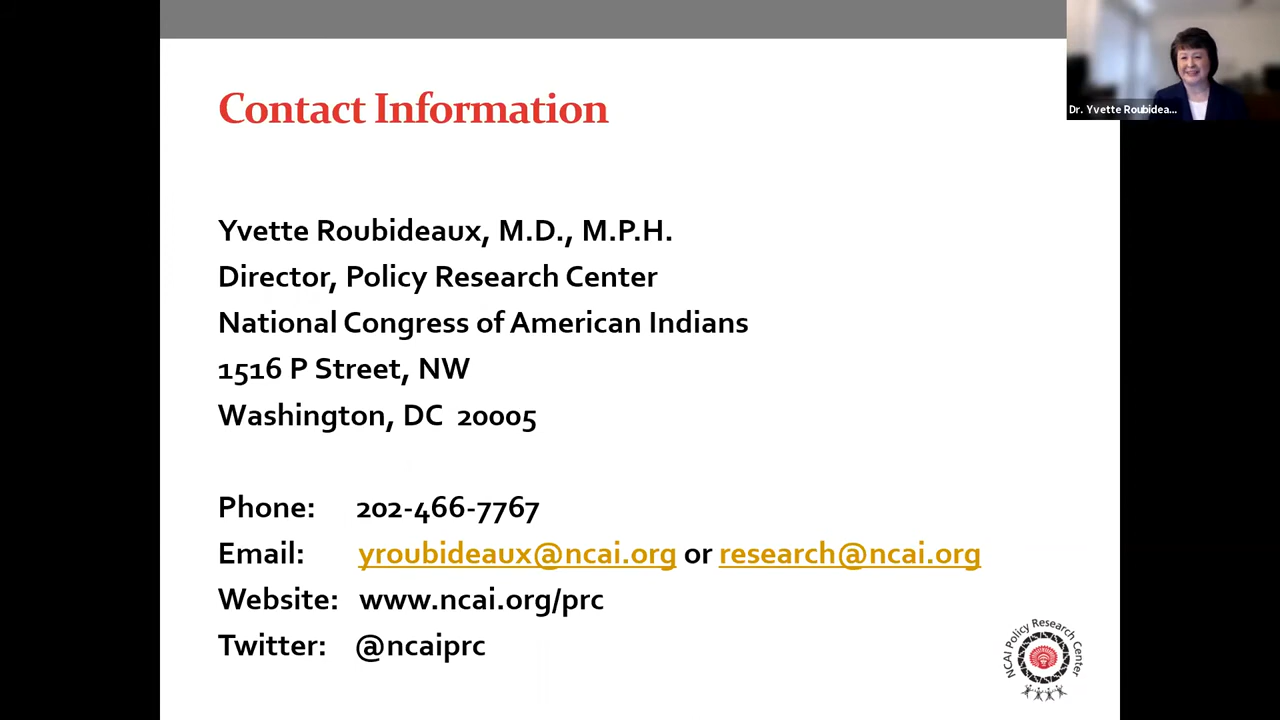 Contact Information
Dr. Yvette Roubidea...
Yvette Roubideaux, M.D., M.P.H.
Director, Policy Research Center
National Congress of American Indians
1516 P Street, NW
Washington, DC 20005
Phone: 202-466-7767
Email: yroubideaux@ncai.org or research@ncai.org
Website: www.ncai.org/prc
Twitter: @ncaiprc
NCAI Policy Research Center